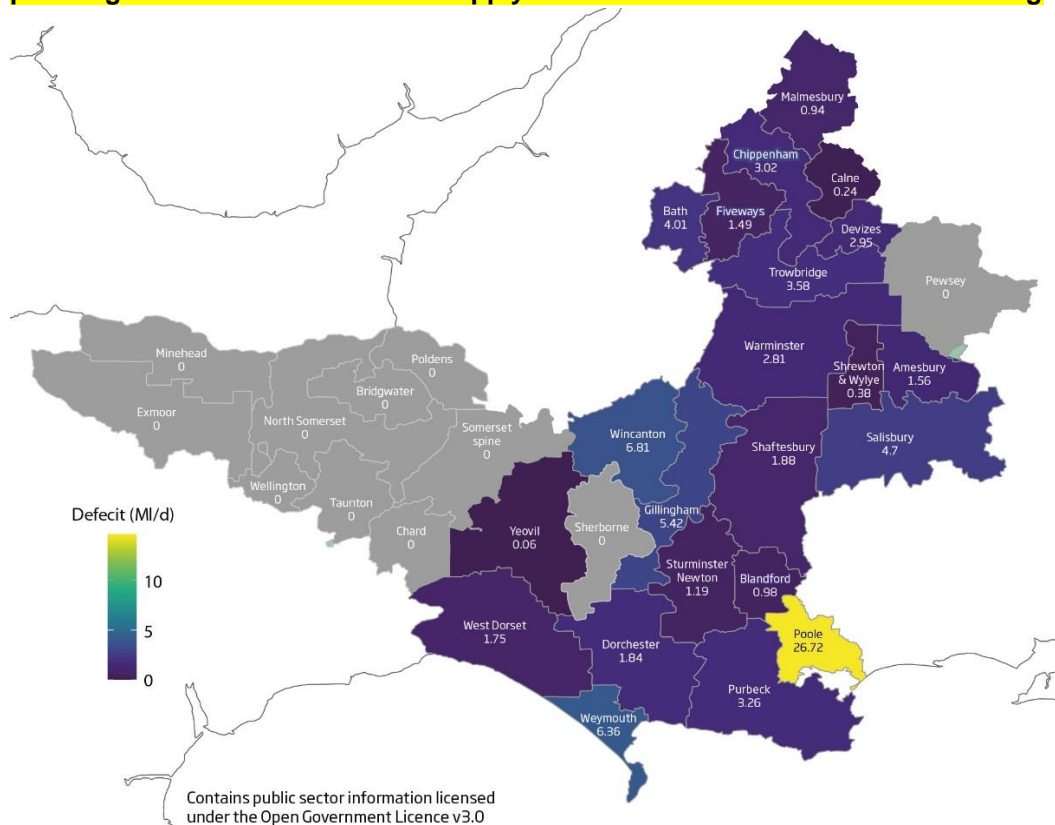 Malmesbury
0.94
Chippenham
3.02
Calne
0.24
Bath
4.01
Fiveways
1.49
Devizes
2.95
Trowbridge
3.58
Pewsey
0
Warminster
2.81
Shrewton
& Wylye
0.38
Amesbury
1.56
Minehead
0
Poldens
0
Bridgwater
0
Exmoor
0
North Somerset
0
Somerset
spine
0
Wincanton
6.81
Shaftesbury
1.88
Salisbury
4.7
Wellington
0
Taunton
0
Chard
0
Yeovil
0.06
Sherborne
0
Gillingham
5.42
Sturminster
Newton
1.19
Blandford
0.98
Poole
26.72
West Dorset
1.75
Dorchester
1.84
Purbeck
3.26
Weymouth
6.36
Defecit (Ml/d)
10
5
0
Contains public sector information licensed
under the Open Government Licence v3.0